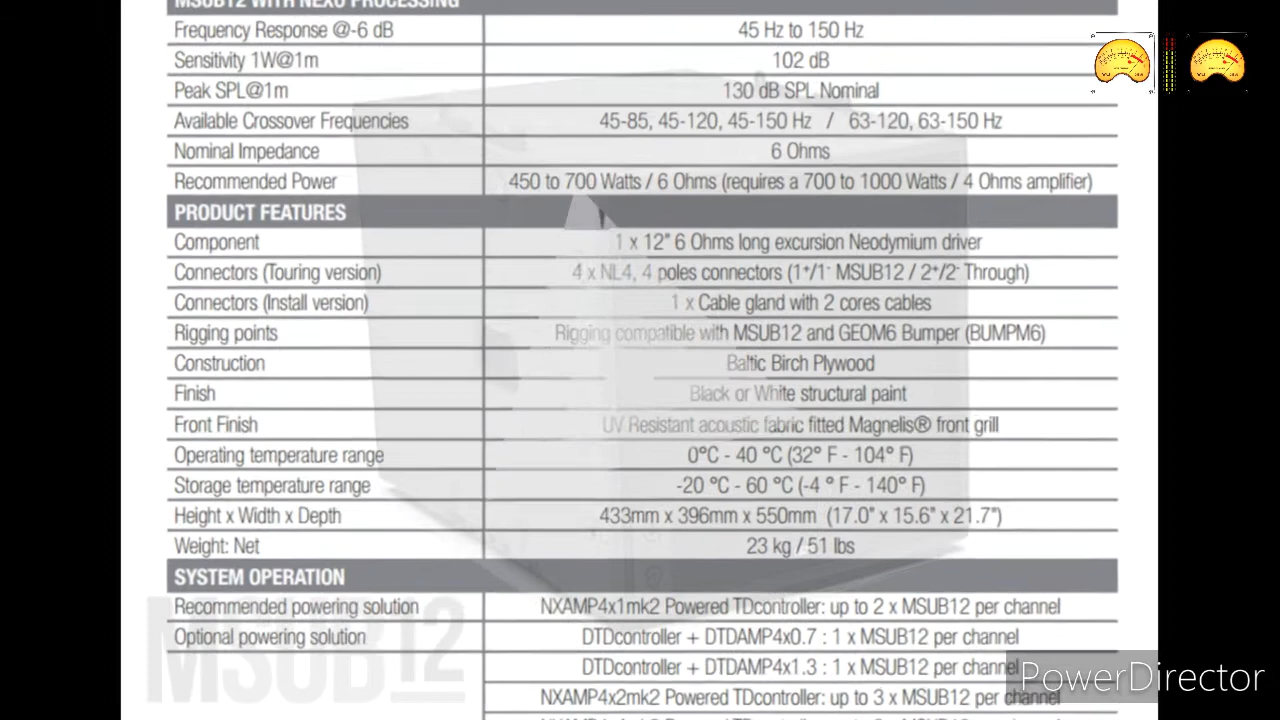 MSUB12 WITH NEXO PROCESSING
Frequency Response @-6 dB 45 Hz to 150 Hz
Sensitivity 1W@1m 102 dB
Peak SPL@1m 130 dB SPL Nominal
Available Crossover Frequencies 45-85, 45-120, 45-150 Hz / 63-120, 63-150 Hz
Nominal Impedance 6 Ohms
Recommended Power 450 to 700 Watts / 6 Ohms (requires a 700 to 1000 Watts / 4 Ohms amplifier)
PRODUCT FEATURES
Component 1 x 12" 6 Ohms long excursion Neodymium driver
Connectors (Touring version) 4 x NL4, 4 poles connectors (1⁺/1⁻ MSUB12 / 2⁺/2⁻ Through)
Connectors (Install version) 1 x Cable gland with 2 cores cables
Rigging points Rigging compatible with MSUB12 and GEOM6 Bumper (BUMPM6)
Construction Baltic Birch Plywood
Finish Black or White structural paint
Front Finish UV Resistant acoustic fabric fitted Magnelis® front grill
Operating temperature range 0°C - 40 °C (32° F - 104° F)
Storage temperature range -20 °C - 60 °C (-4 ° F - 140° F)
Height x Width x Depth 433mm x 396mm x 550mm (17.0" x 15.6" x 21.7")
Weight: Net 23 kg / 51 lbs
SYSTEM OPERATION
Recommended powering solution NXAMP4x1mk2 Powered TDcontroller: up to 2 x MSUB12 per channel
Optional powering solution DTDcontroller + DTDAMP4x0.7 : 1 x MSUB12 per channel
DTDcontroller + DTDAMP4x1.3 : 1 x MSUB12 per channel
NXAMP4x2mk2 Powered TDcontroller: up to 3 x MSUB12 per channel
MSUB12
PowerDirector